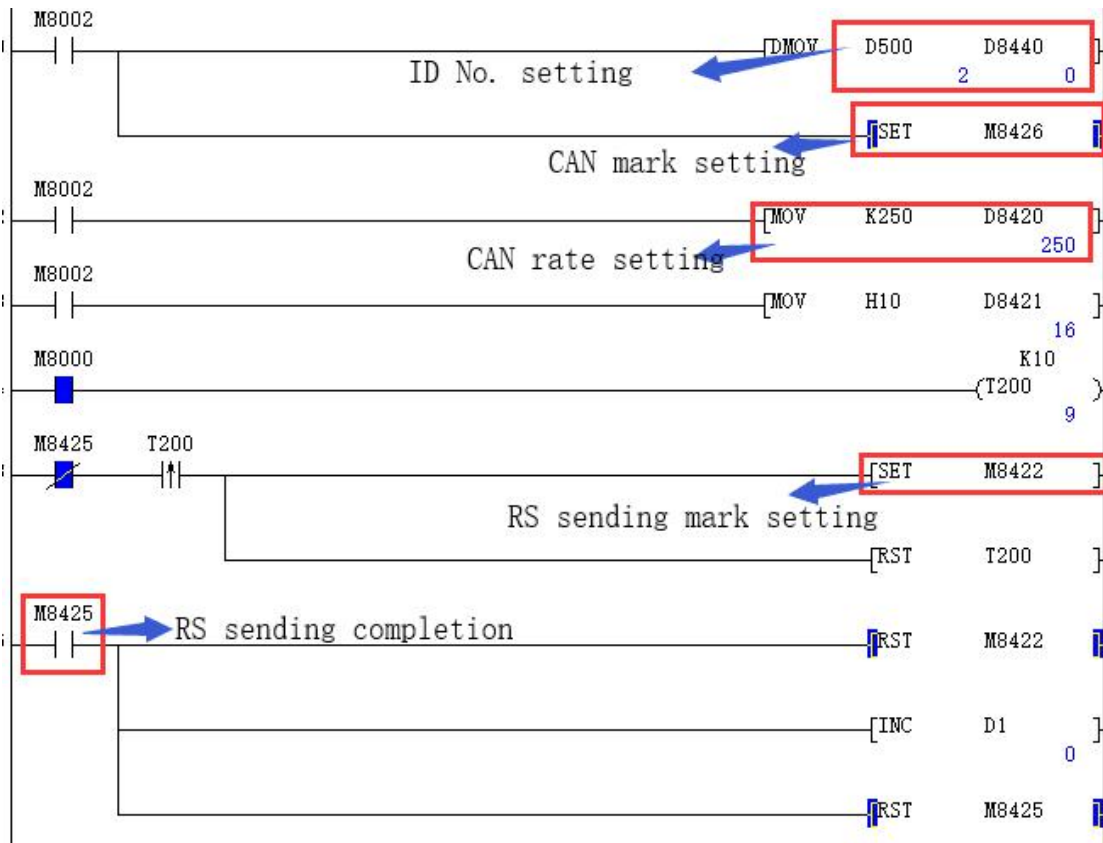 M8002
[DMOV D500 D8440 ]
2 0
ID No. setting
[SET M8426 ]
CAN mark setting
M8002
[MOV K250 D8420 ]
250
CAN rate setting
M8002
[MOV H10 D8421 ]
16
M8000
K10
(T200 )
9
M8425 T200
[SET M8422 ]
RS sending mark setting
[RST T200 ]
M8425
RS sending completion
[RST M8422 ]
[INC D1 ]
0
[RST M8425 ]